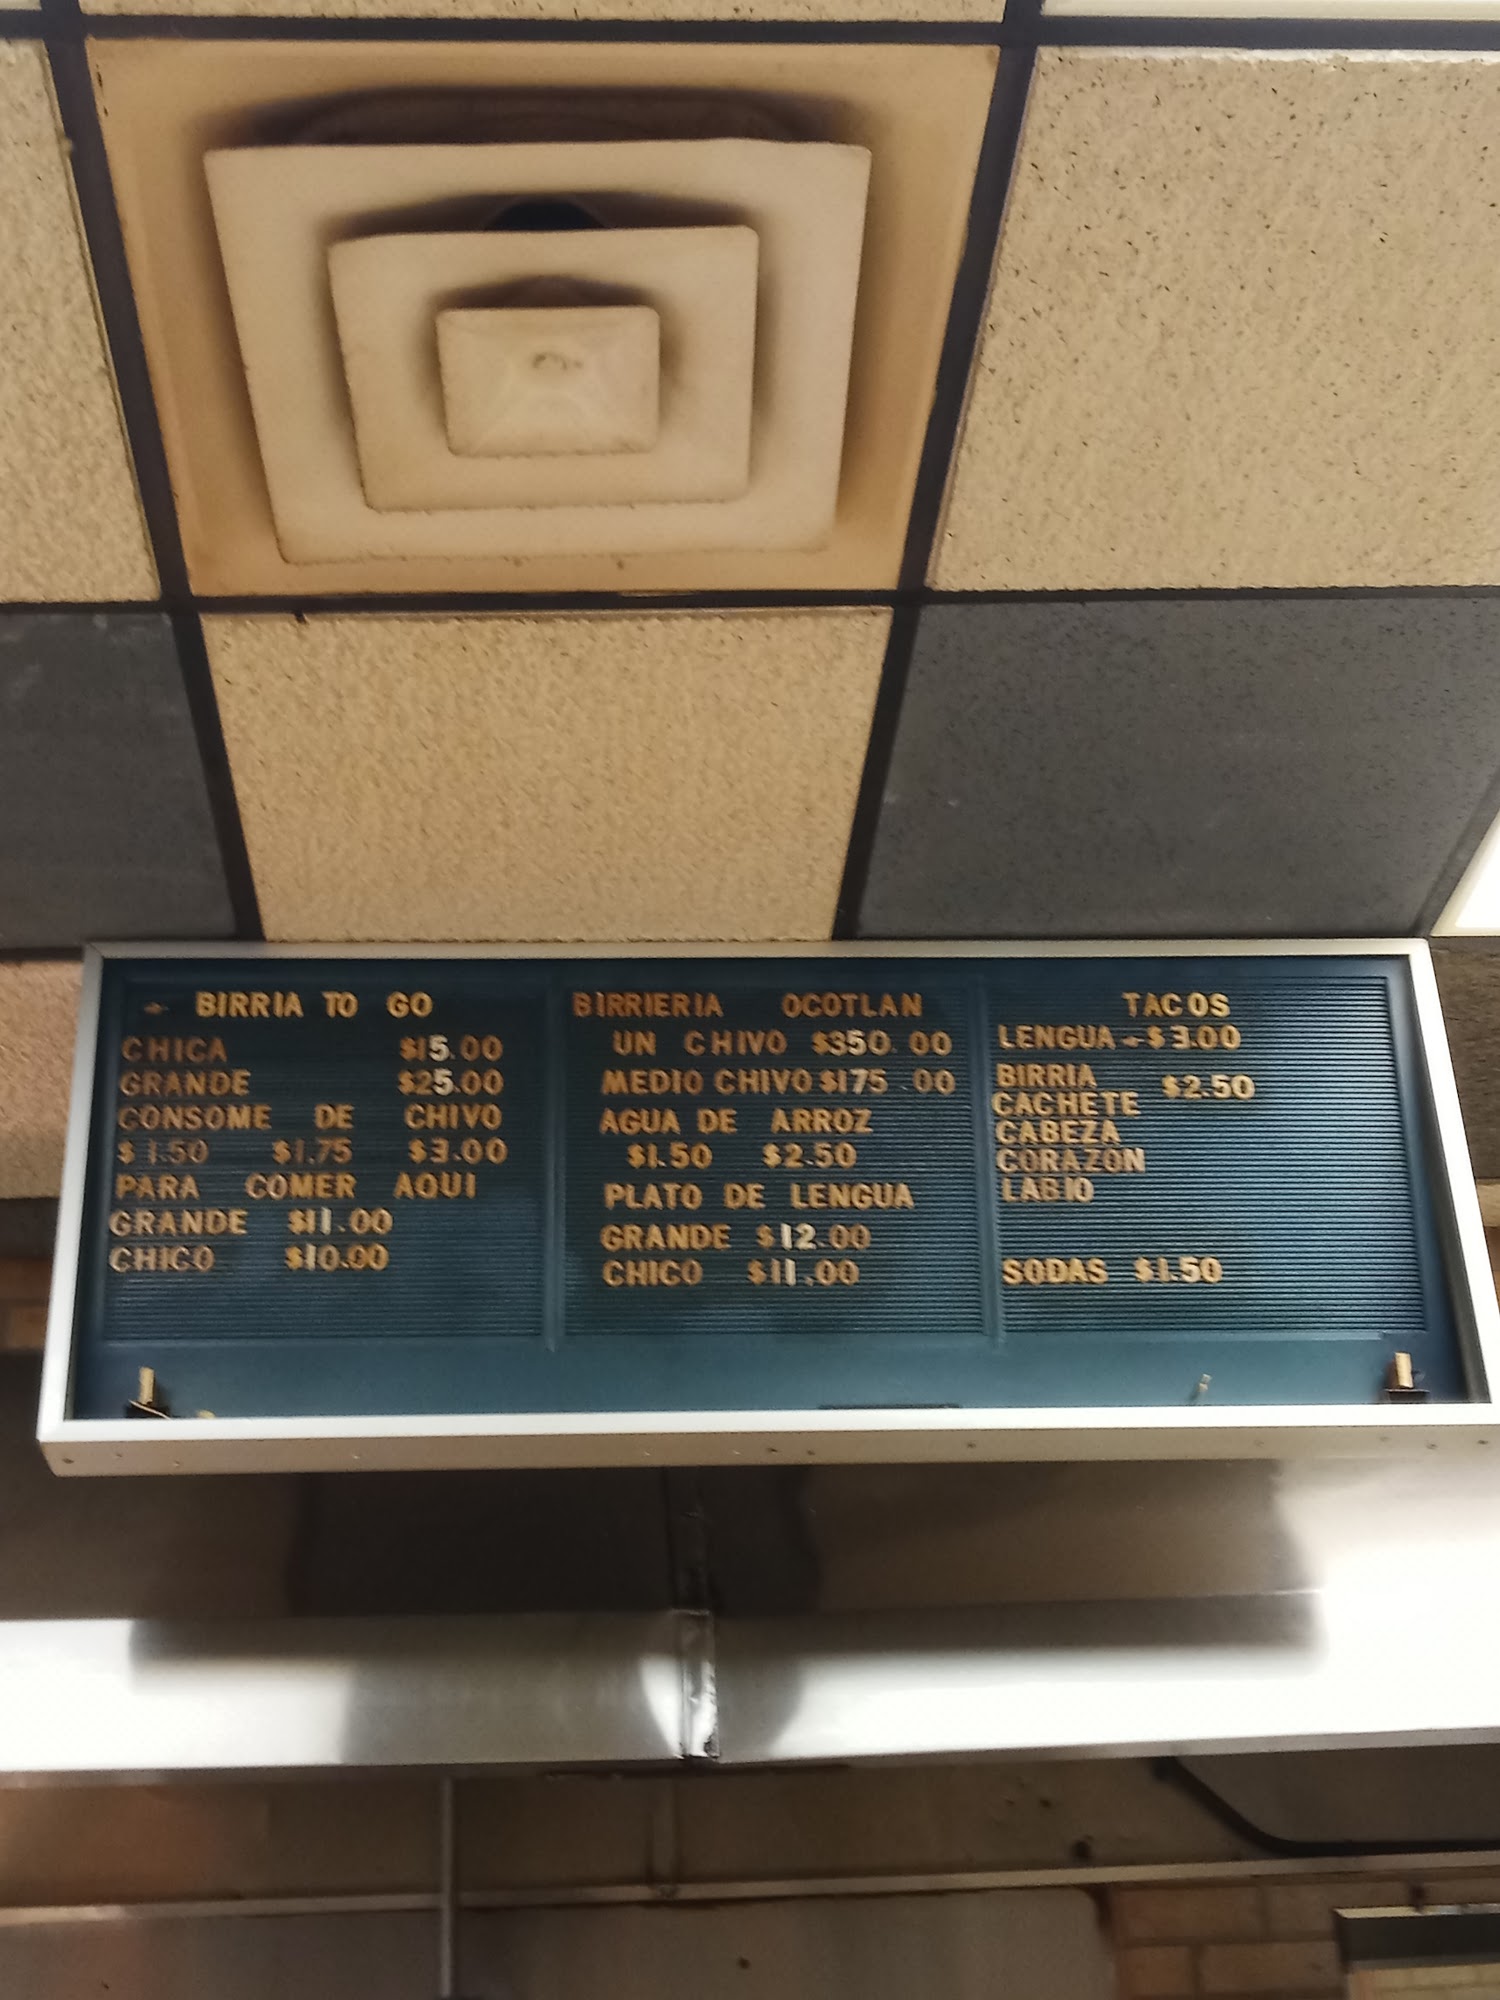 BIRRIA TO GO
CHICA $15.00
GRANDE $25.00
CONSOME DE CHIVO
$1.50 $1.75 $3.00
PARA COMER AQUI
GRANDE $11.00
CHICO $10.00
BIRRIERIA OCOTLAN
UN CHIVO $350.00
MEDIO CHIVO $175.00
AGUA DE ARROZ
$1.50 $2.50
PLATO DE LENGUA
GRANDE $12.00
CHICO $11.00
TACOS
LENGUA - $3.00
BIRRIA
$2.50
CACHETE
CABEZA
CORAZON
LABIO
SODAS $1.50